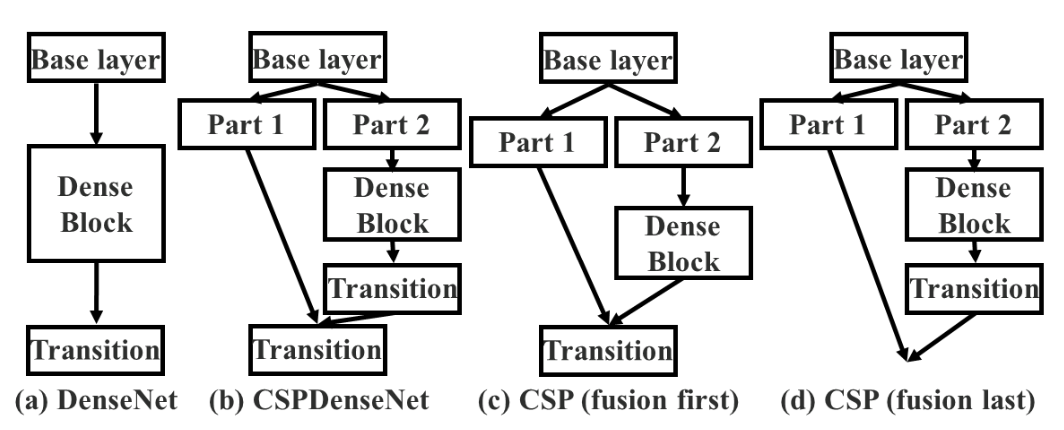 Base layer
Dense
Block
Transition
(a) DenseNet
Base layer
Part 1
Part 2
Dense
Block
Transition
Transition
(b) CSPDenseNet
Base layer
Part 1
Part 2
Dense
Block
Transition
(c) CSP (fusion first)
Base layer
Part 1
Part 2
Dense
Block
Transition
(d) CSP (fusion last)